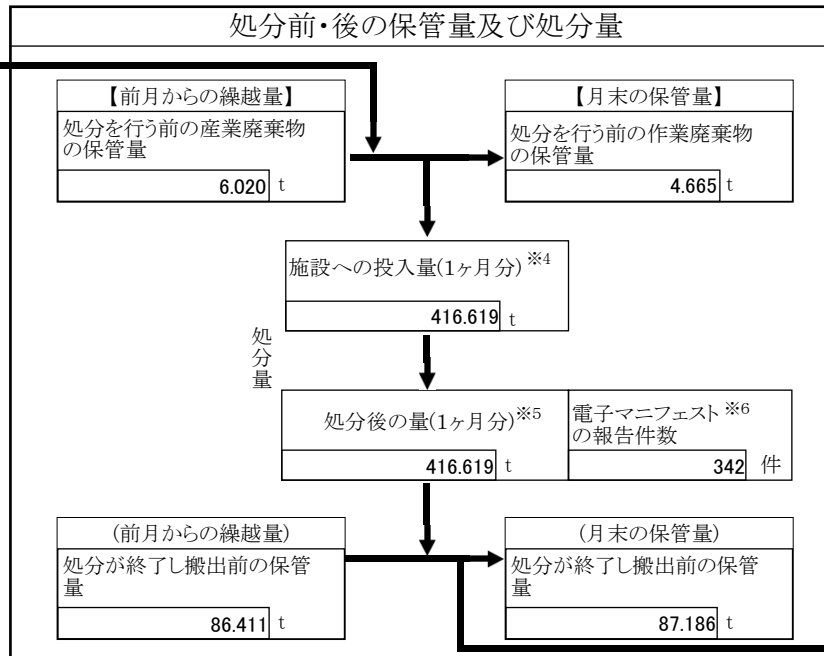 処分前・後の保管量及び処分量
【前月からの繰越量】
処分を行う前の産業廃棄物
の保管量
6.020 t
【月末の保管量】
処分を行う前の作業廃棄物
の保管量
4.665 t
施設への投入量(1ヶ月分)※4
416.619 t
処分量
処分後の量(1ヶ月分)※5
416.619 t
電子マニフェスト※6
の報告件数
342 件
(前月からの繰越量)
処分が終了し搬出前の保管
量
86.411 t
(月末の保管量)
処分が終了し搬出前の保管
量
87.186 t